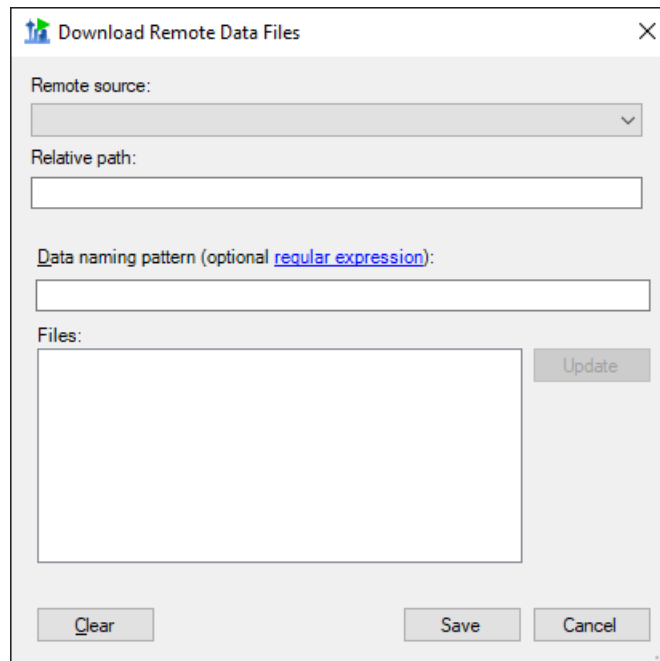 Download Remote Data Files
Remote source:
Relative path:
Data naming pattern (optional regular expression):
Files:
Update
Clear
Save
Cancel